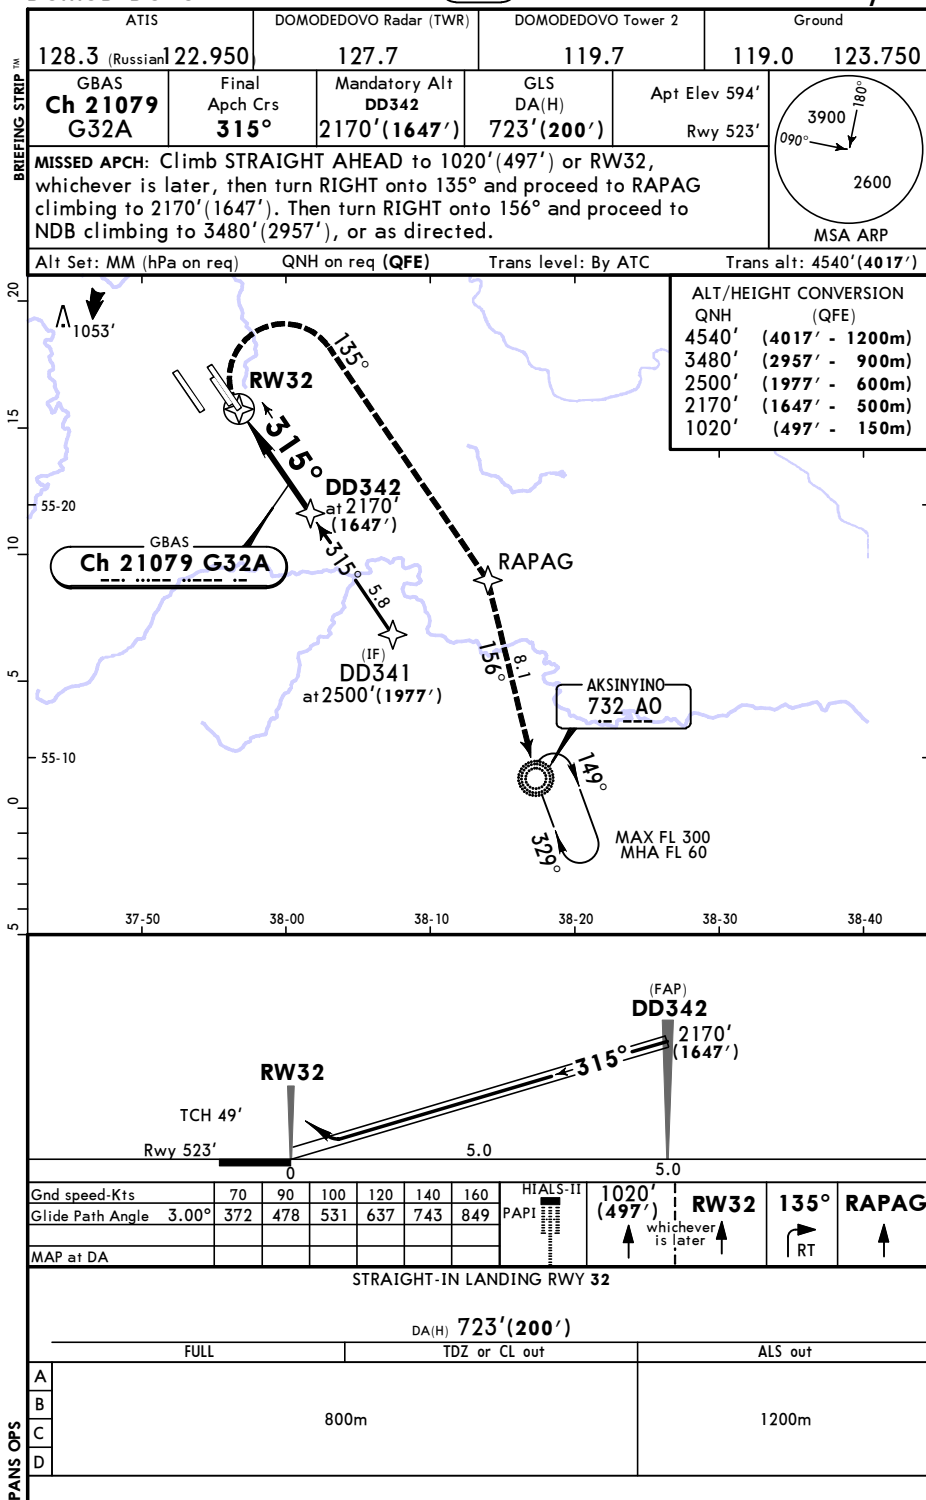 ATIS
DOMODEDOVO Radar (TWR)
DOMODEDOVO Tower 2
Ground
128.3 (Russian 122.950)
127.7
119.7
119.0 123.750
BRIEFING STRIP TM
GBAS
Ch 21079
G32A
Final
Apch Crs
315°
Mandatory Alt
DD342
2170'(1647')
GLS
DA(H)
723'(200')
Apt Elev 594'
Rwy 523'
3900
180°
090°
2600
MSA ARP
MISSED APCH: Climb STRAIGHT AHEAD to 1020'(497') or RW32,
whichever is later, then turn RIGHT onto 135° and proceed to RAPAG
climbing to 2170'(1647'). Then turn RIGHT onto 156° and proceed to
NDB climbing to 3480'(2957'), or as directed.
Alt Set: MM (hPa on req) QNH on req (QFE) Trans level: By ATC Trans alt: 4540'(4017')
ALT/HEIGHT CONVERSION
QNH (QFE)
4540' (4017' - 1200m)
3480' (2957' - 900m)
2500' (1977' - 600m)
2170' (1647' - 500m)
1020' (497' - 150m)
20
15
10
5
0
5
1053'
135°
RW32
315°
DD342
at 2170'
(1647')
55-20
GBAS
Ch 21079 G32A
315°
5.8
RAPAG
(IF)
DD341
at 2500'(1977')
156°
8.1
AKSINYINO
732 AO
55-10
149°
329°
MAX FL 300
MHA FL 60
37-50 38-00 38-10 38-20 38-30 38-40
(FAP)
DD342
2170'
(1647')
315°
RW32
TCH 49'
Rwy 523'
5.0
0
5.0
Gnd speed-Kts 70 90 100 120 140 160
Glide Path Angle 3.00° 372 478 531 637 743 849
MAP at DA
HIALS-II
PAPI
1020'
(497')
whichever
is later
RW32
135°
RT
RAPAG
STRAIGHT-IN LANDING RWY 32
DA(H) 723'(200')
FULL
TDZ or CL out
ALS out
A
B
C
D
800m
1200m
PANS OPS